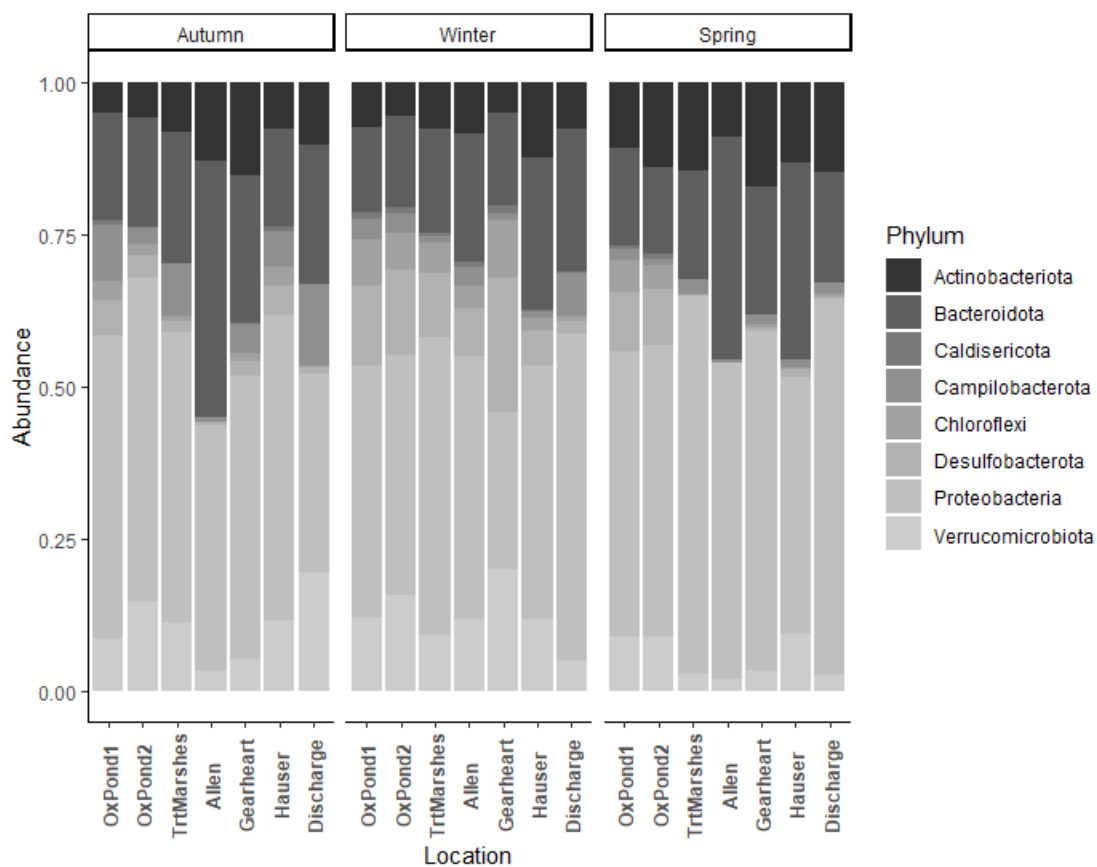 Autumn
Winter
Spring
Abundance
1.00
0.75
0.50
0.25
0.00
OxPond1
OxPond2
TrtMarshes
Allen
Gearheart
Hauser
Discharge
OxPond1
OxPond2
TrtMarshes
Allen
Gearheart
Hauser
Discharge
OxPond1
OxPond2
TrtMarshes
Allen
Gearheart
Hauser
Discharge
Location
Phylum
Actinobacteriota
Bacteroidota
Caldisericota
Campilobacterota
Chloroflexi
Desulfobacterota
Proteobacteria
Verrucomicrobiota